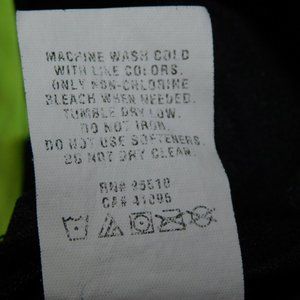 MACHINE WASH COLD
WITH LIKE COLORS.
ONLY NON-CHLORINE
BLEACH WHEN NEEDED.
TUMBLE DRY LOW.
DO NOT IRON.
DO NOT USE SOFTENERS.
DO NOT DRY CLEAN.
RN# 95518
CA# 41095